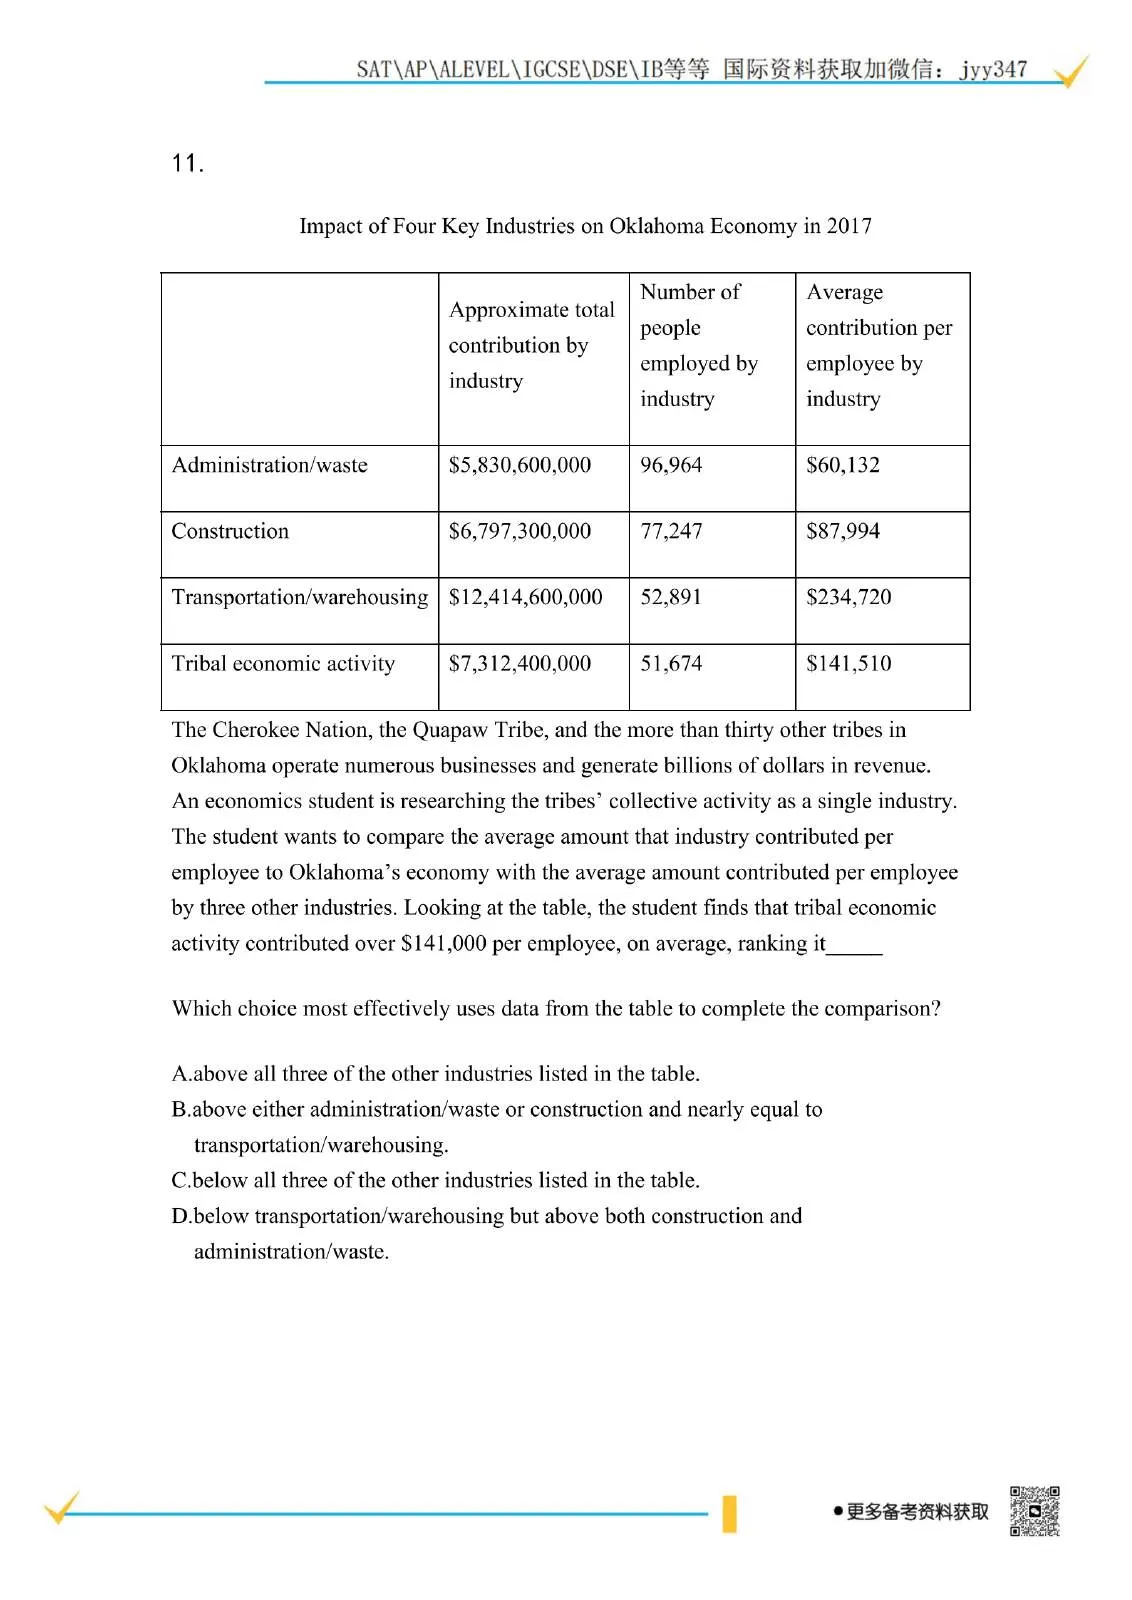 SAT\AP\ALEVEL\IGCSE\DSE\IB等等 国际资料获取加微信：jyy347
11.
Impact of Four Key Industries on Oklahoma Economy in 2017
Approximate total contribution by industry
Number of people employed by industry
Average contribution per employee by industry
Administration/waste $5,830,600,000 96,964 $60,132
Construction $6,797,300,000 77,247 $87,994
Transportation/warehousing $12,414,600,000 52,891 $234,720
Tribal economic activity $7,312,400,000 51,674 $141,510
The Cherokee Nation, the Quapaw Tribe, and the more than thirty other tribes in
Oklahoma operate numerous businesses and generate billions of dollars in revenue.
An economics student is researching the tribes’ collective activity as a single industry.
The student wants to compare the average amount that industry contributed per
employee to Oklahoma’s economy with the average amount contributed per employee
by three other industries. Looking at the table, the student finds that tribal economic
activity contributed over $141,000 per employee, on average, ranking it_____
Which choice most effectively uses data from the table to complete the comparison?
A.above all three of the other industries listed in the table.
B.above either administration/waste or construction and nearly equal to
transportation/warehousing.
C.below all three of the other industries listed in the table.
D.below transportation/warehousing but above both construction and
administration/waste.
●更多备考资料获取